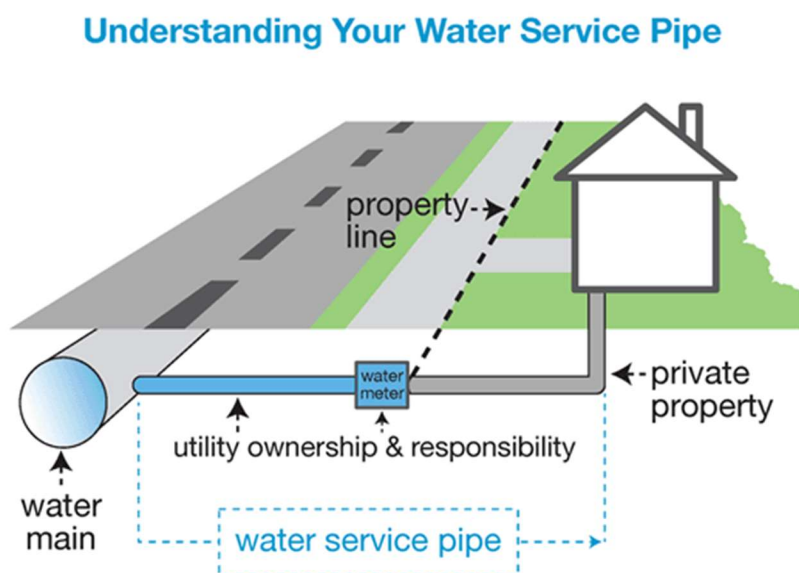 Understanding Your Water Service Pipe
property
line
water
meter
private
property
utility ownership & responsibility
water
main
water service pipe